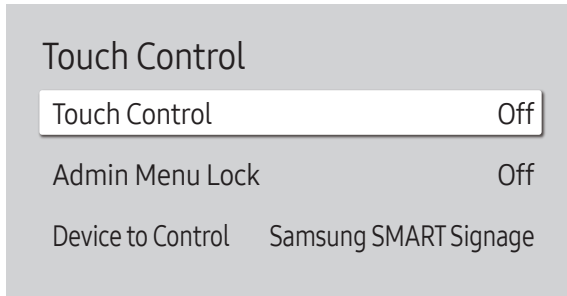 Touch Control
Touch Control Off
Admin Menu Lock Off
Device to Control Samsung SMART Signage